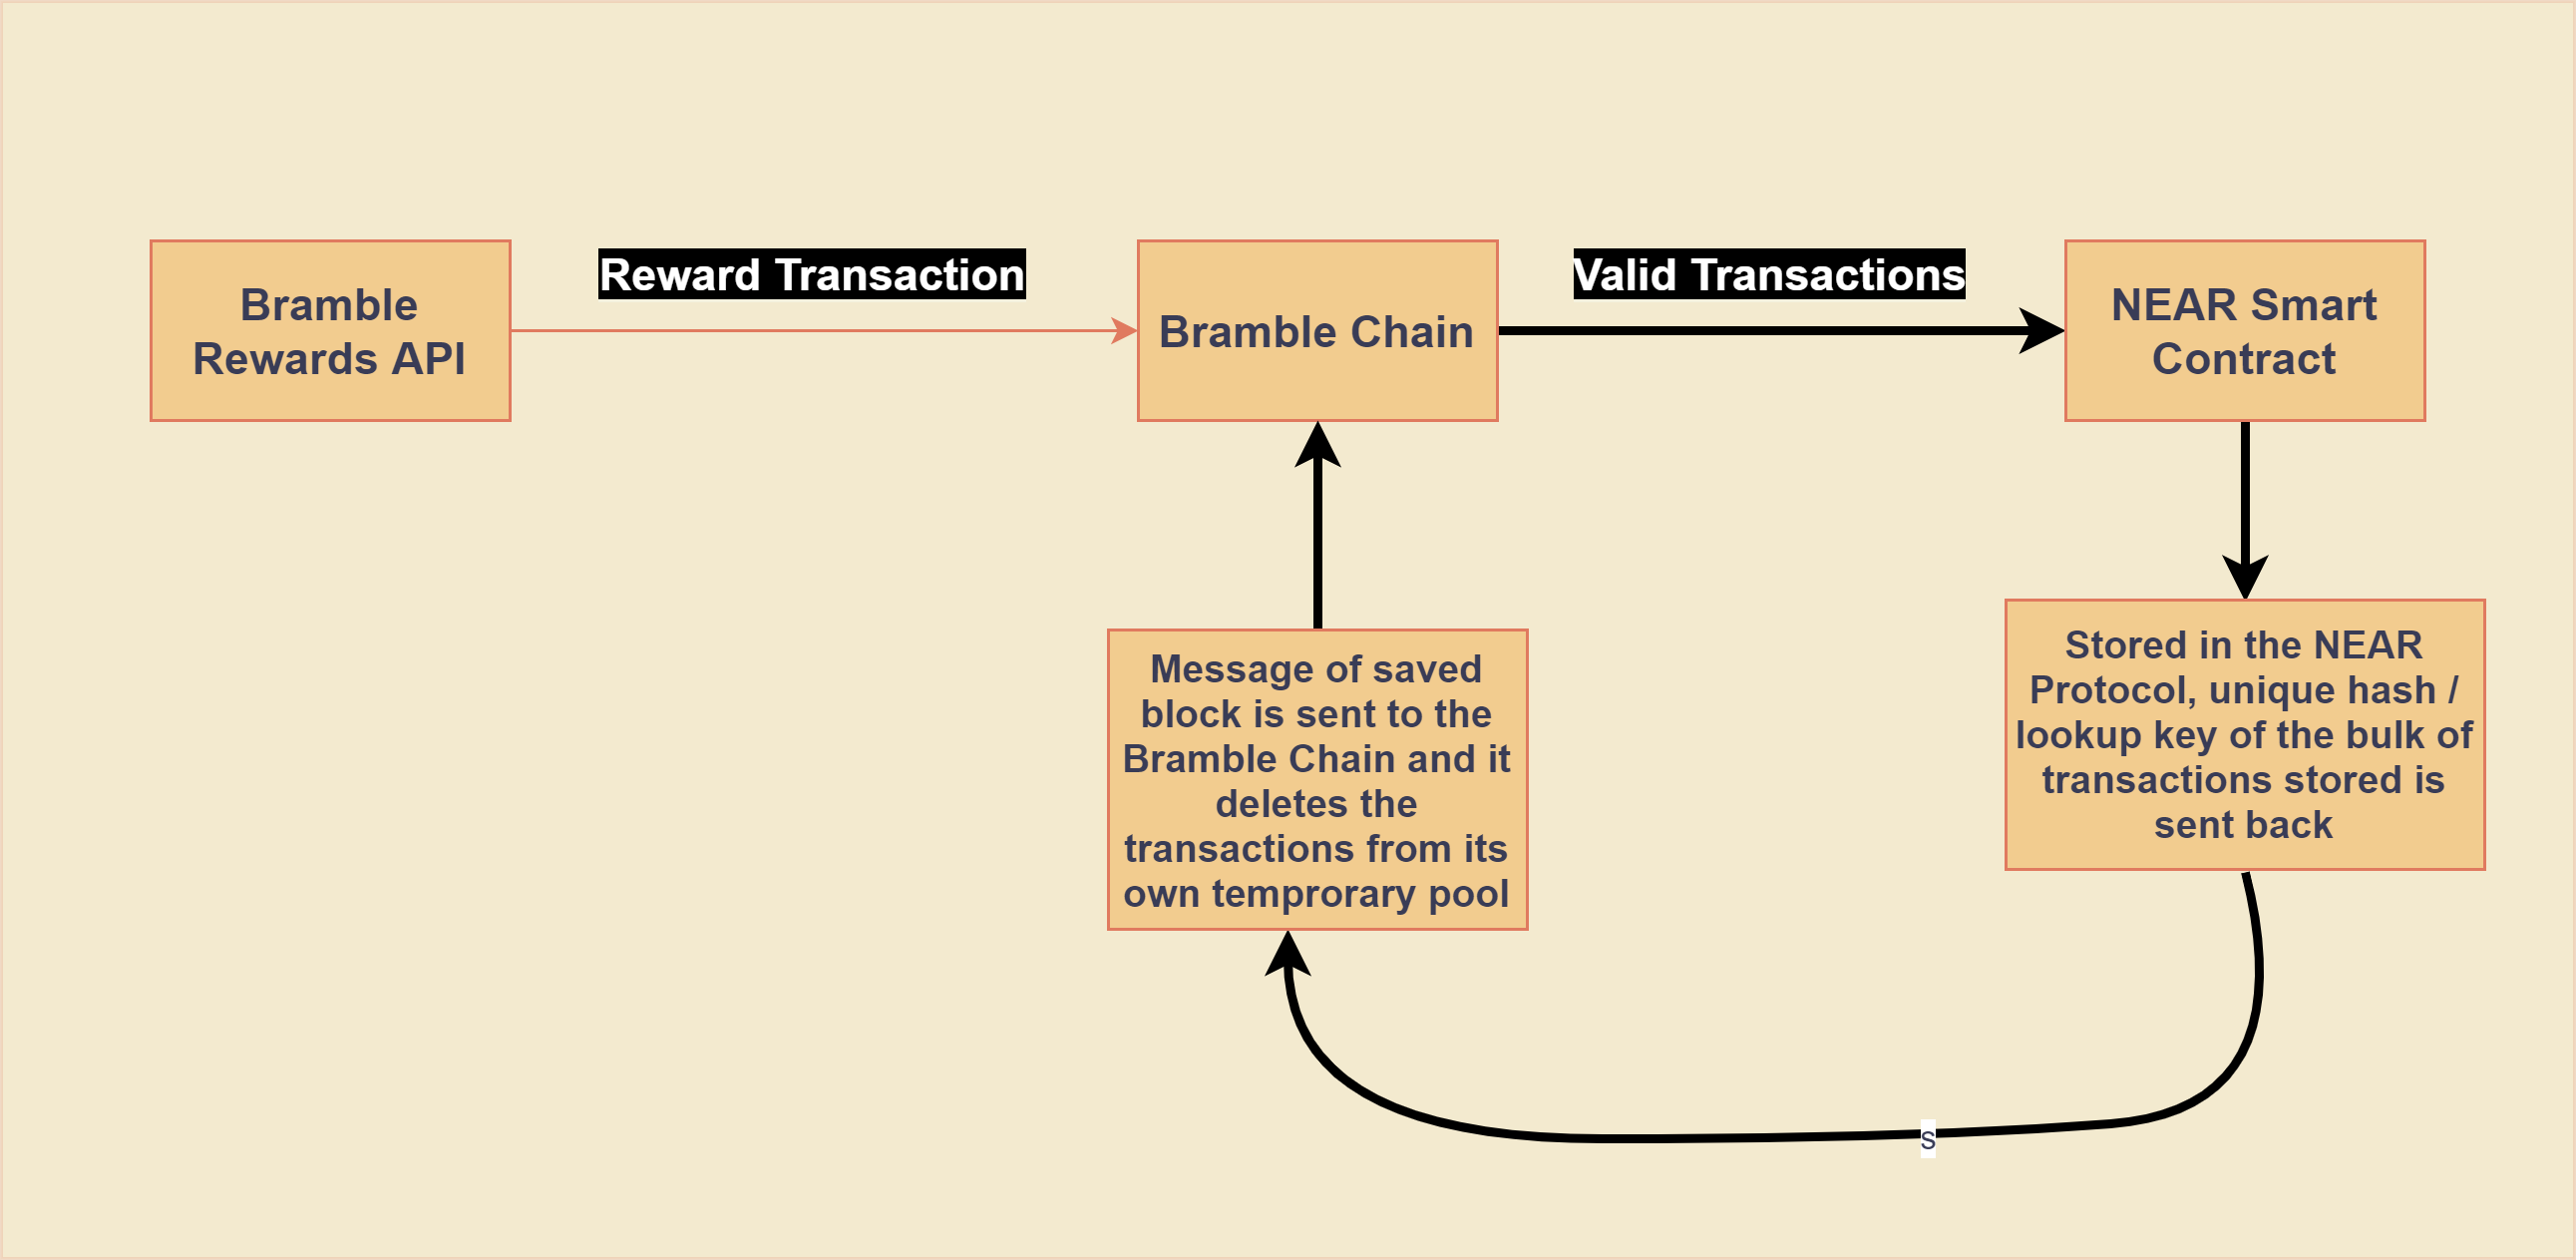 Reward Transaction
Valid Transactions
Bramble
Rewards API
Bramble Chain
NEAR Smart
Contract
Message of saved
block is sent to the
Bramble Chain and it
deletes the
transactions from its
own temprorary pool
Stored in the NEAR
Protocol, unique hash /
lookup key of the bulk of
transactions stored is
sent back
s